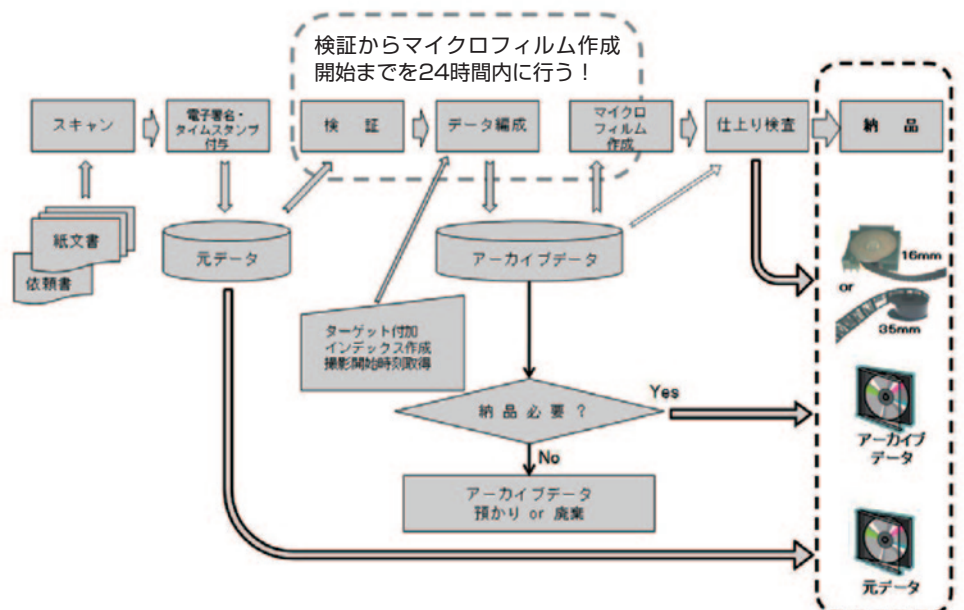 検証からマイクロフィルム作成
開始までを24時間内に行う！
スキャン
電子署名・
タイムスタンプ
付与
検　証
データ編成
マイクロ
フィルム
作成
仕上り検査
納　品
紙文書
依頼書
元データ
アーカイブデータ
16mm
or
35mm
ターゲット付加
インデックス作成
撮影開始時刻取得
納品必要？
Yes
No
アーカイブ
データ
アーカイブデータ
預かり or 廃棄
元データ